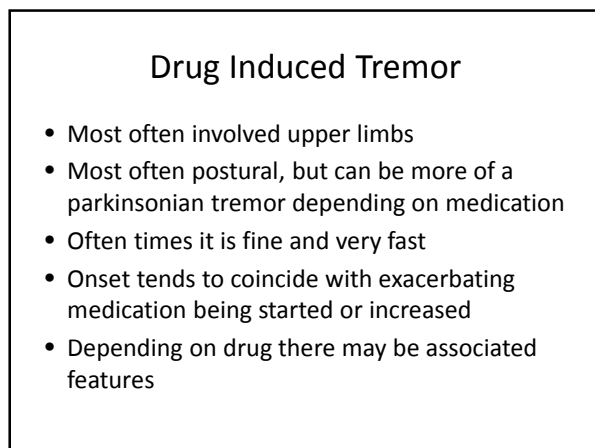 Drug Induced Tremor
• Most often involved upper limbs
• Most often postural, but can be more of a
parkinsonian tremor depending on medication
• Often times it is fine and very fast
• Onset tends to coincide with exacerbating
medication being started or increased
• Depending on drug there may be associated
features